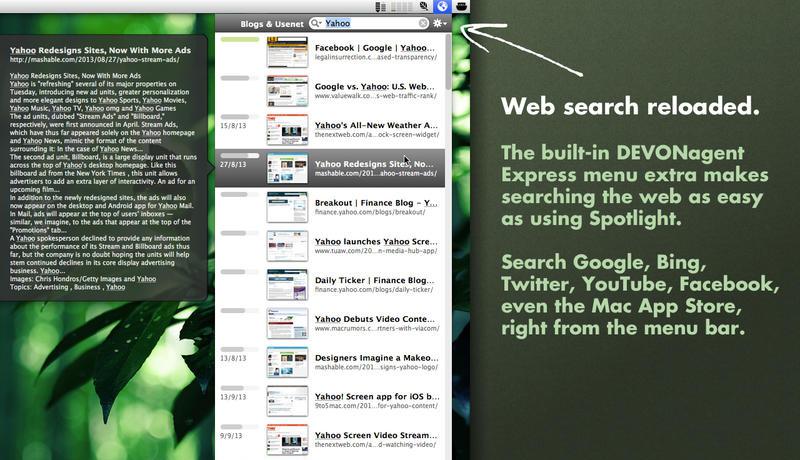 Blogs & Usenet
Yahoo
Yahoo Redesigns Sites, Now With More Ads
http://mashable.com/2013/08/27/yahoo-stream-ads/
Yahoo Redesigns Sites, Now With More Ads
Yahoo is "refreshing" several of its major properties on
Tuesday, introducing new ad units, greater personalization
and more elegant designs to Yahoo Sports, Yahoo Movies,
Yahoo Music, Yahoo TV, Yahoo omg and Yahoo Games
The ad units, dubbed "Stream Ads" and "Billboard,"
respectively, were first announced in April. Stream Ads,
which have thus far appeared solely on the Yahoo homepage
and Yahoo News, mimic the format of the content
surrounding it: In the case of Yahoo News...
The second ad unit, Billboard, is a large display unit that runs
across the top of Yahoo's desktop homepage. Like this
billboard ad from the New York Times , this unit allows
advertisers to add an extra layer of interactivity. An ad for an
upcoming film...
In addition to the newly redesigned sites, the ads will also
now appear on the desktop and Android app for Yahoo Mail.
In Mail, ads will appear at the top of users' inboxes —
similar, we imagine, to the ads that appear at the top of the
"Promotions" tab...
A Yahoo spokesperson declined to provide any information
about the performance of its Stream and Billboard ads thus
far, but the company is no doubt hoping the units will help
stem continued declines in its core display advertising
business. Yahoo...
Images: Chris Hondros/Getty Images and Yahoo
Topics: Advertising , Business , Yahoo
Facebook | Google | Yahoo...
legalinsurrection.c...ased-transparency/
Google vs. Yahoo: U.S. Web...
www.valuewalk.co...s-web-traffic-rank/
15/8/13
Yahoo's All-New Weather A...
thenextweb.com/a...ock-screen-widget/
27/8/13
Yahoo Redesigns Sites, No...
mashable.com/201...ahoo-stream-ads/
Breakout | Finance Blog - Y...
finance.yahoo.com/blogs/breakout/
Yahoo launches Yahoo Scre...
www.tuaw.com/20...n-media-hub-app/
Daily Ticker | Finance Blog...
finance.yahoo.com/blogs/daily-ticker/
Yahoo Debuts Video Conte...
www.macrumors.c...rtners-with-viacom/
13/8/13
Designers Imagine a Makeo...
mashable.com/201...signs-yahoo-logo/
13/9/13
Yahoo! Screen app for iOS b...
9to5mac.com/201...for-yahoo-content/
9/9/13
Yahoo Screen Video Stream...
thenextweb.com/a...d-watching-video/
Web search reloaded.
The built-in DEVONagent
Express menu extra makes
searching the web as easy
as using Spotlight.
Search Google, Bing,
Twitter, YouTube, Facebook,
even the Mac App Store,
right from the menu bar.